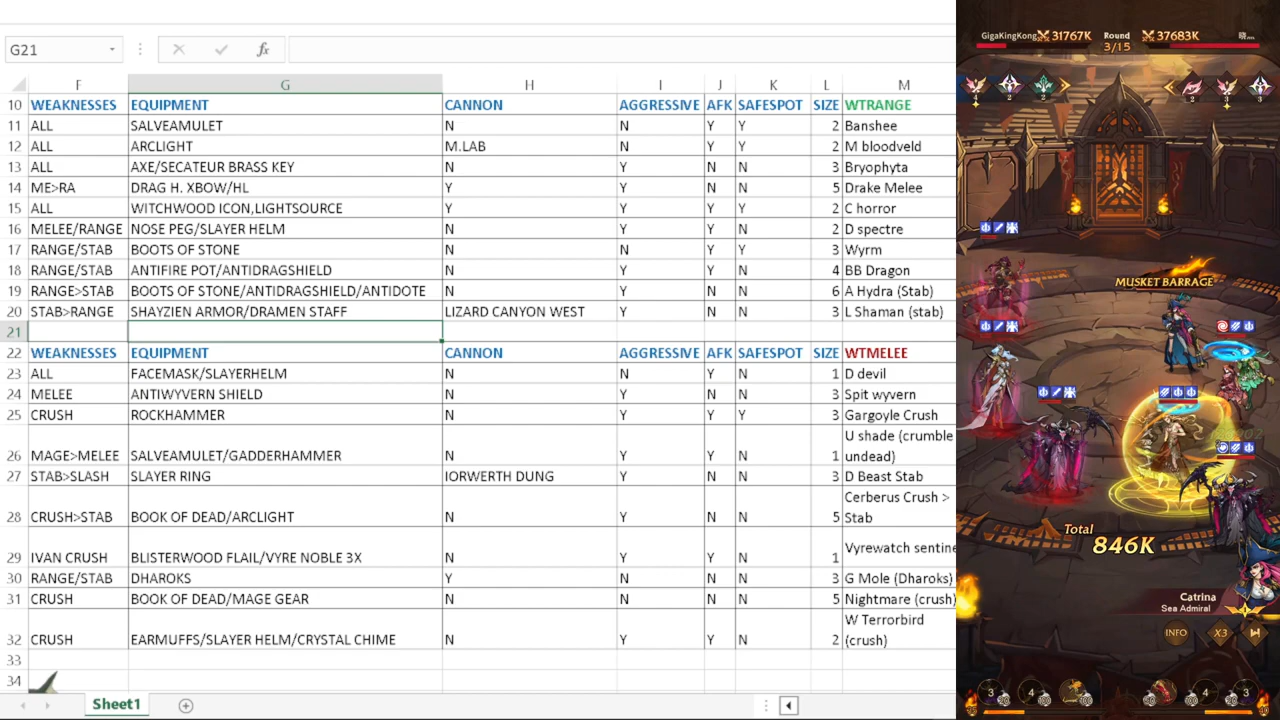 G21
fx
F G H I J K L M
10 WEAKNESSES EQUIPMENT CANNON AGGRESSIVE AFK SAFESPOT SIZE WTRANGE
11 ALL SALVEAMULET N N Y Y 2 Banshee
12 ALL ARCLIGHT M.LAB N Y Y 2 M bloodveld
13 ALL AXE/SECATEUR BRASS KEY N Y N N 3 Bryophyta
14 ME>RA DRAG H. XBOW/HL Y Y N N 5 Drake Melee
15 ALL WITCHWOOD ICON,LIGHTSOURCE Y Y Y Y 2 C horror
16 MELEE/RANGE NOSE PEG/SLAYER HELM N Y N N 2 D spectre
17 RANGE/STAB BOOTS OF STONE N N Y Y 3 Wyrm
18 RANGE/STAB ANTIFIRE POT/ANTIDRAGSHIELD N Y Y N 4 BB Dragon
19 RANGE>STAB BOOTS OF STONE/ANTIDRAGSHIELD/ANTIDOTE N Y N N 6 A Hydra (Stab)
20 STAB>RANGE SHAYZIEN ARMOR/DRAMEN STAFF LIZARD CANYON WEST Y N N 3 L Shaman (stab)
21
22 WEAKNESSES EQUIPMENT CANNON AGGRESSIVE AFK SAFESPOT SIZE WTMELEE
23 ALL FACEMASK/SLAYERHELM N N Y N 1 D devil
24 MELEE ANTIWYVERN SHIELD N Y Y N 3 Spit wyvern
25 CRUSH ROCKHAMMER N Y Y Y 3 Gargoyle Crush
U shade (crumble
26 MAGE>MELEE SALVEAMULET/GADDERHAMMER N Y Y N 1 undead)
27 STAB>SLASH SLAYER RING IORWERTH DUNG Y N N 3 D Beast Stab
Cerberus Crush >
28 CRUSH>STAB BOOK OF DEAD/ARCLIGHT N Y N N 5 Stab
29 IVAN CRUSH BLISTERWOOD FLAIL/VYRE NOBLE 3X N Y Y N 1 Vyrewatch sentine
30 RANGE/STAB DHAROKS Y N N N 3 G Mole (Dharoks)
31 CRUSH BOOK OF DEAD/MAGE GEAR N N N N 5 Nightmare (crush)
W Terrorbird
32 CRUSH EARMUFFS/SLAYER HELM/CRYSTAL CHIME N Y Y N 2 (crush)
33
34
Sheet1
GigaKingKong 31767K Round 37683K
3/15
4 2 2 2 3 3
MUSKET BARRAGE
Total
846K
Catrina
Sea Admiral
INFO X3
3 4 4 3